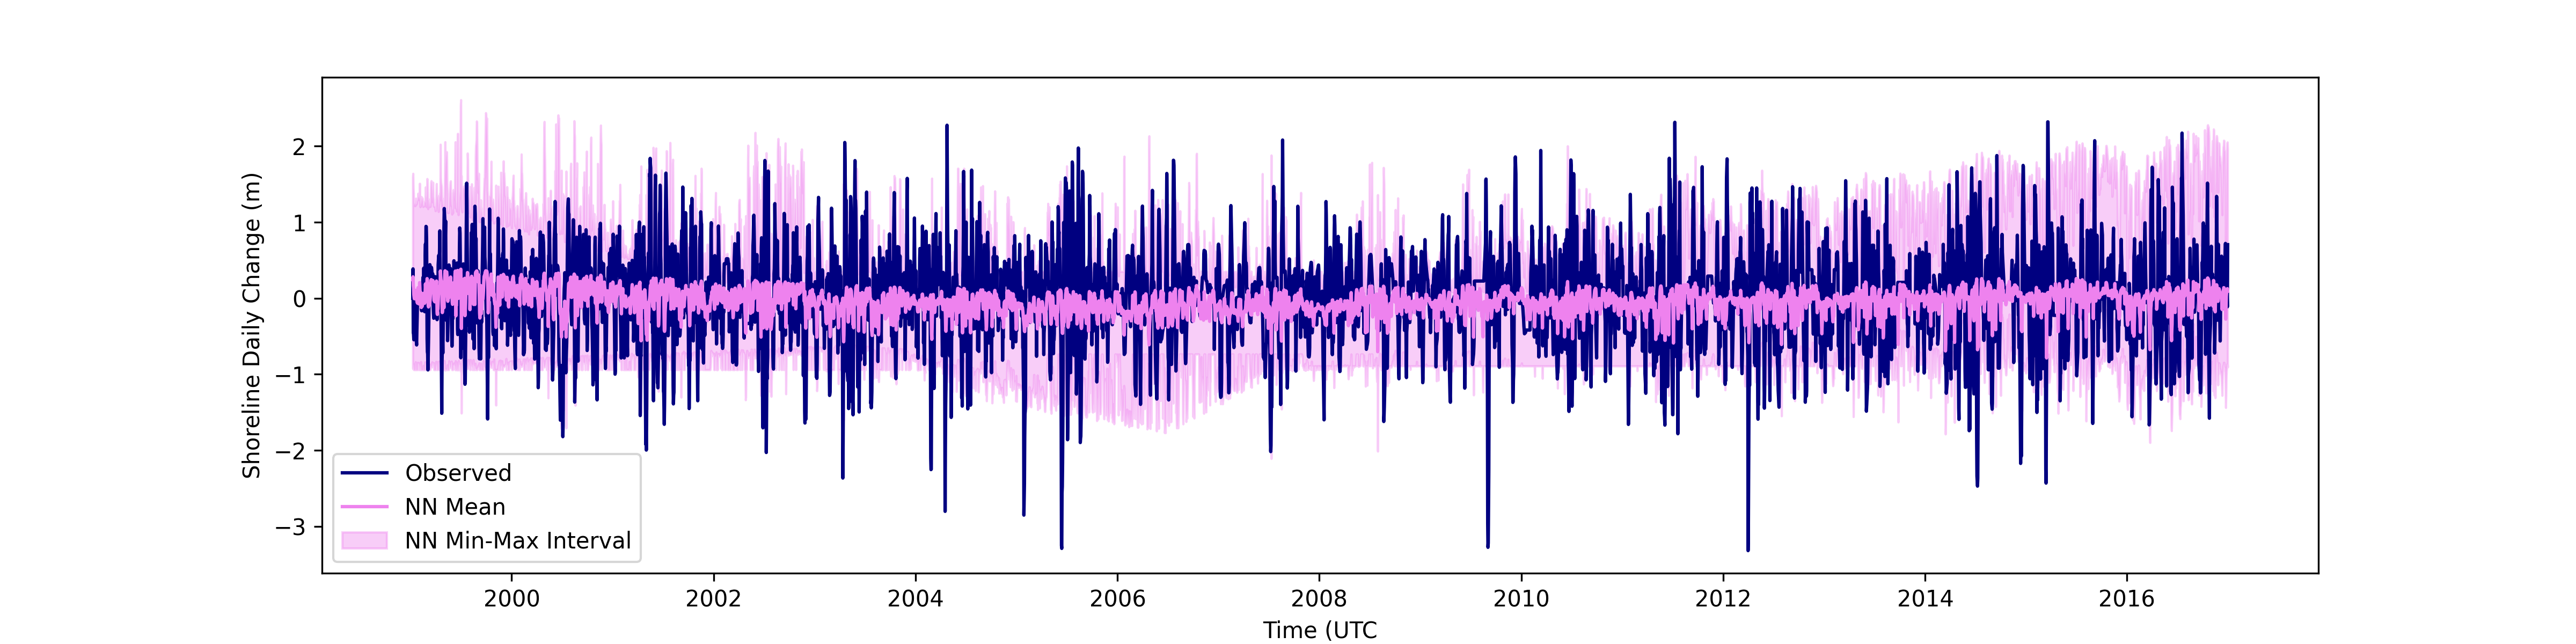 Shoreline Daily Change (m)
2
1
0
−1
−2
−3
Observed
NN Mean
NN Min-Max Interval
2000 2002 2004 2006 2008 2010 2012 2014 2016
Time (UTC